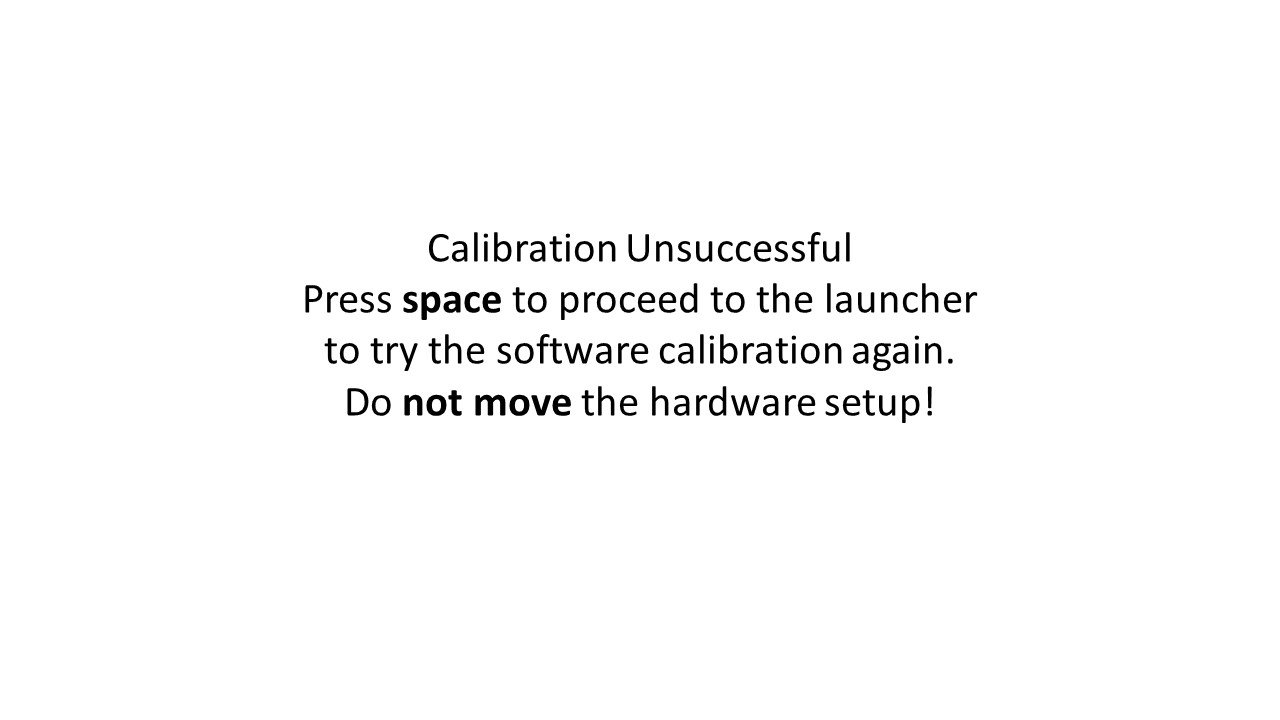 Calibration Unsuccessful
Press space to proceed to the launcher
to try the software calibration again.
Do not move the hardware setup!